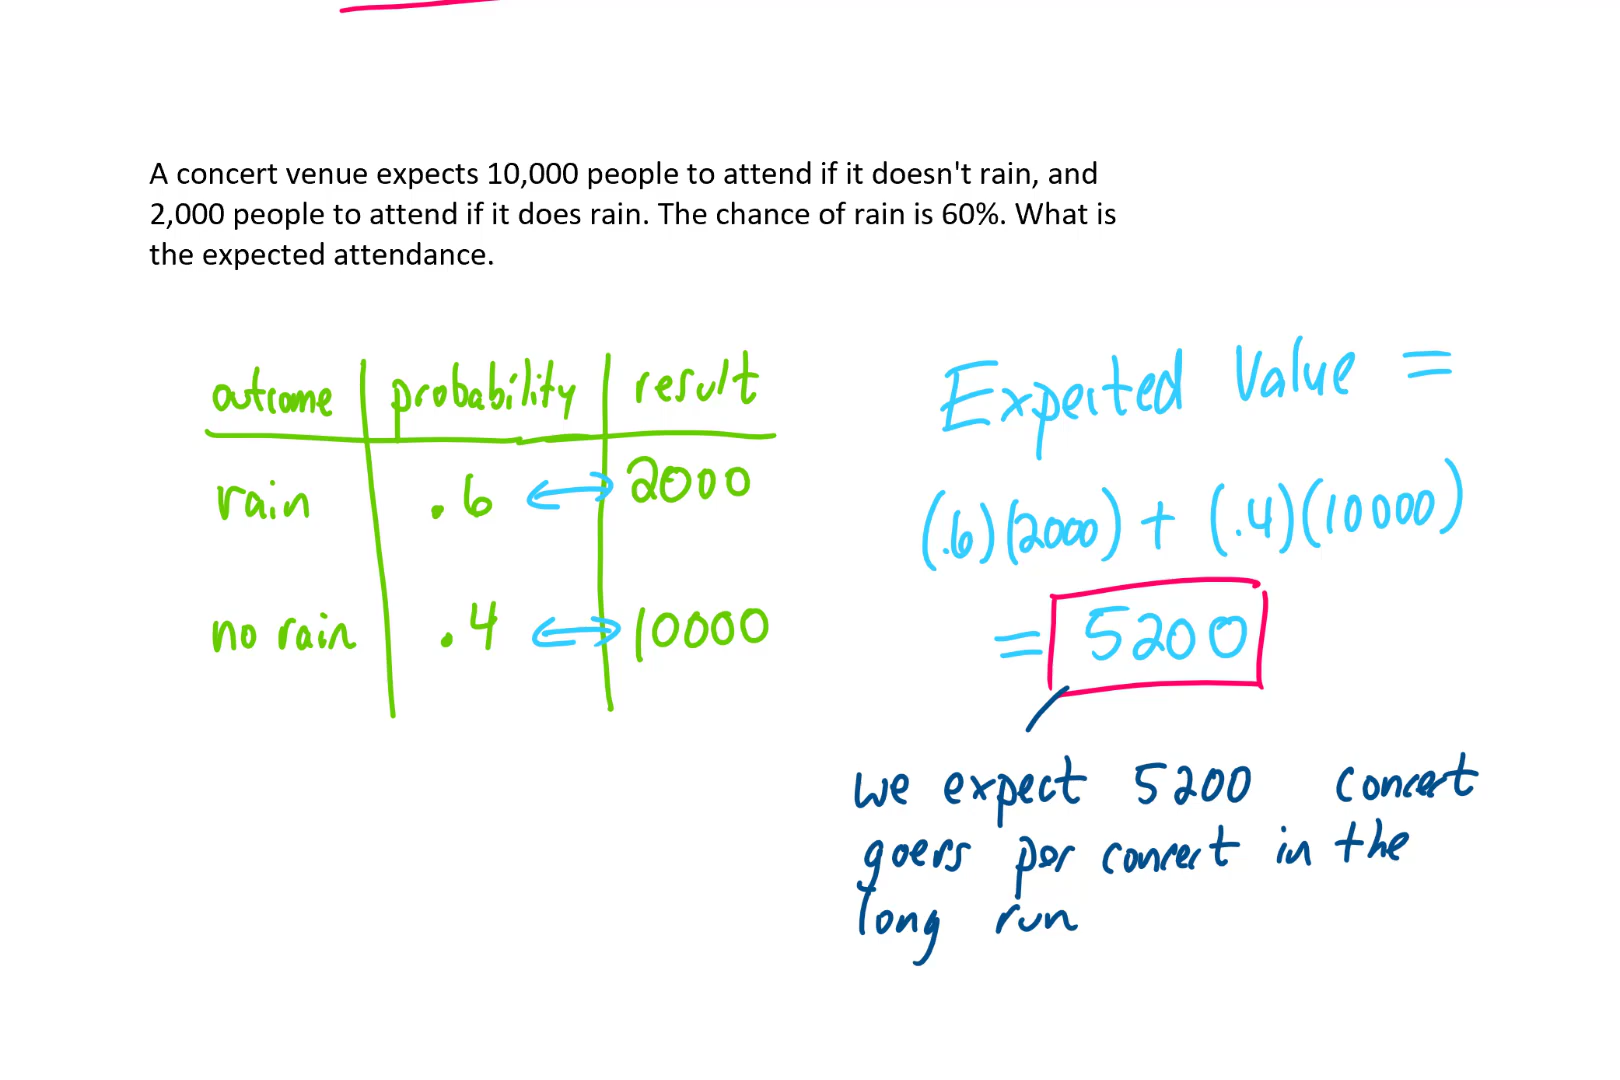 A concert venue expects 10,000 people to attend if it doesn't rain, and
2,000 people to attend if it does rain. The chance of rain is 60%. What is
the expected attendance.
outcome probability result
rain .6 2000
no rain .4 10000
Expected Value =
(.6)(2000) + (.4)(10000)
= 5200
we expect 5200 concert
goers per concert in the
long run